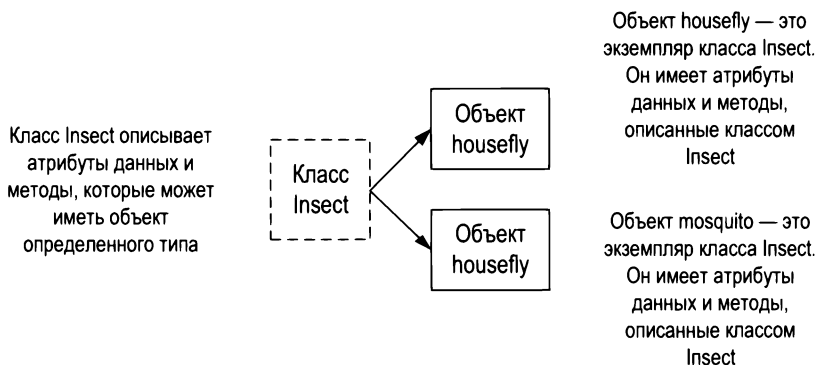 Класс Insect описывает
атрибуты данных и
методы, которые может
иметь объект
определенного типа
Класс
Insect
Объект
housefly
Объект
housefly
Объект housefly — это
экземпляр класса Insect.
Он имеет атрибуты
данных и методы,
описанные классом
Insect
Объект mosquito — это
экземпляр класса Insect.
Он имеет атрибуты
данных и методы,
описанные классом
Insect